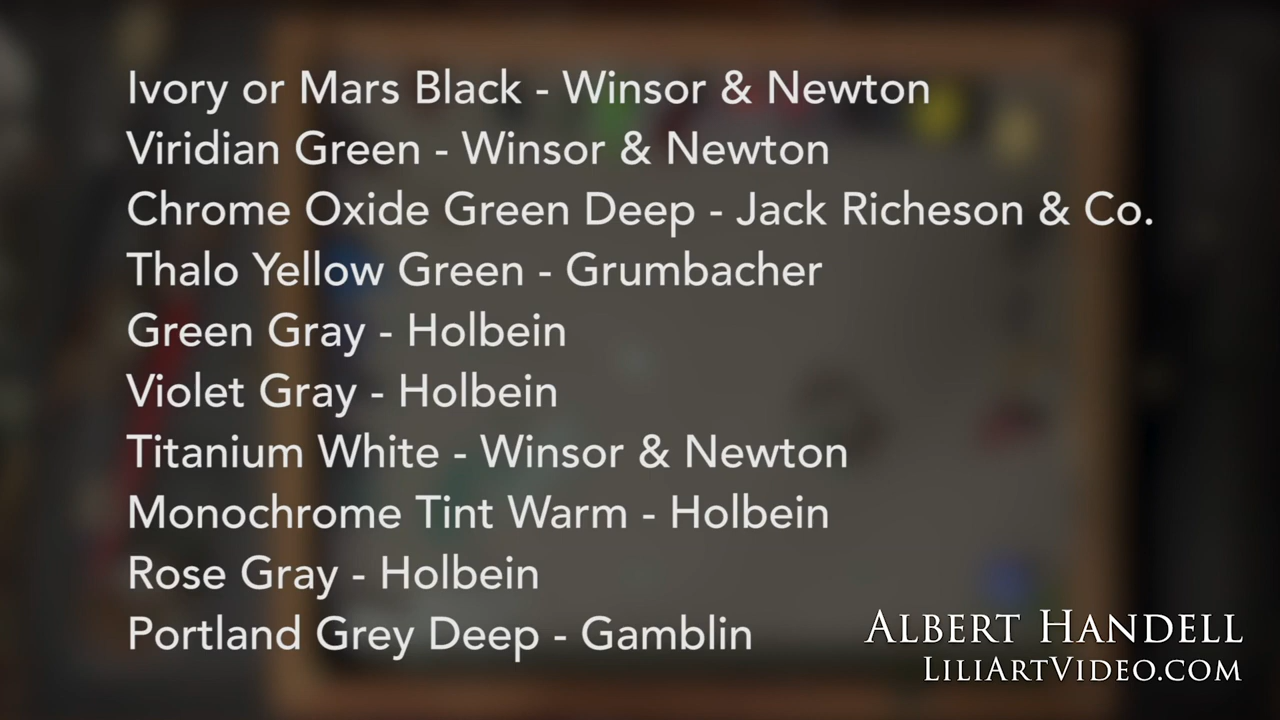 Ivory or Mars Black - Winsor & Newton
Viridian Green - Winsor & Newton
Chrome Oxide Green Deep - Jack Richeson & Co.
Thalo Yellow Green - Grumbacher
Green Gray - Holbein
Violet Gray - Holbein
Titanium White - Winsor & Newton
Monochrome Tint Warm - Holbein
Rose Gray - Holbein
Portland Grey Deep - Gamblin
Albert Handell
LiliArtVideo.com